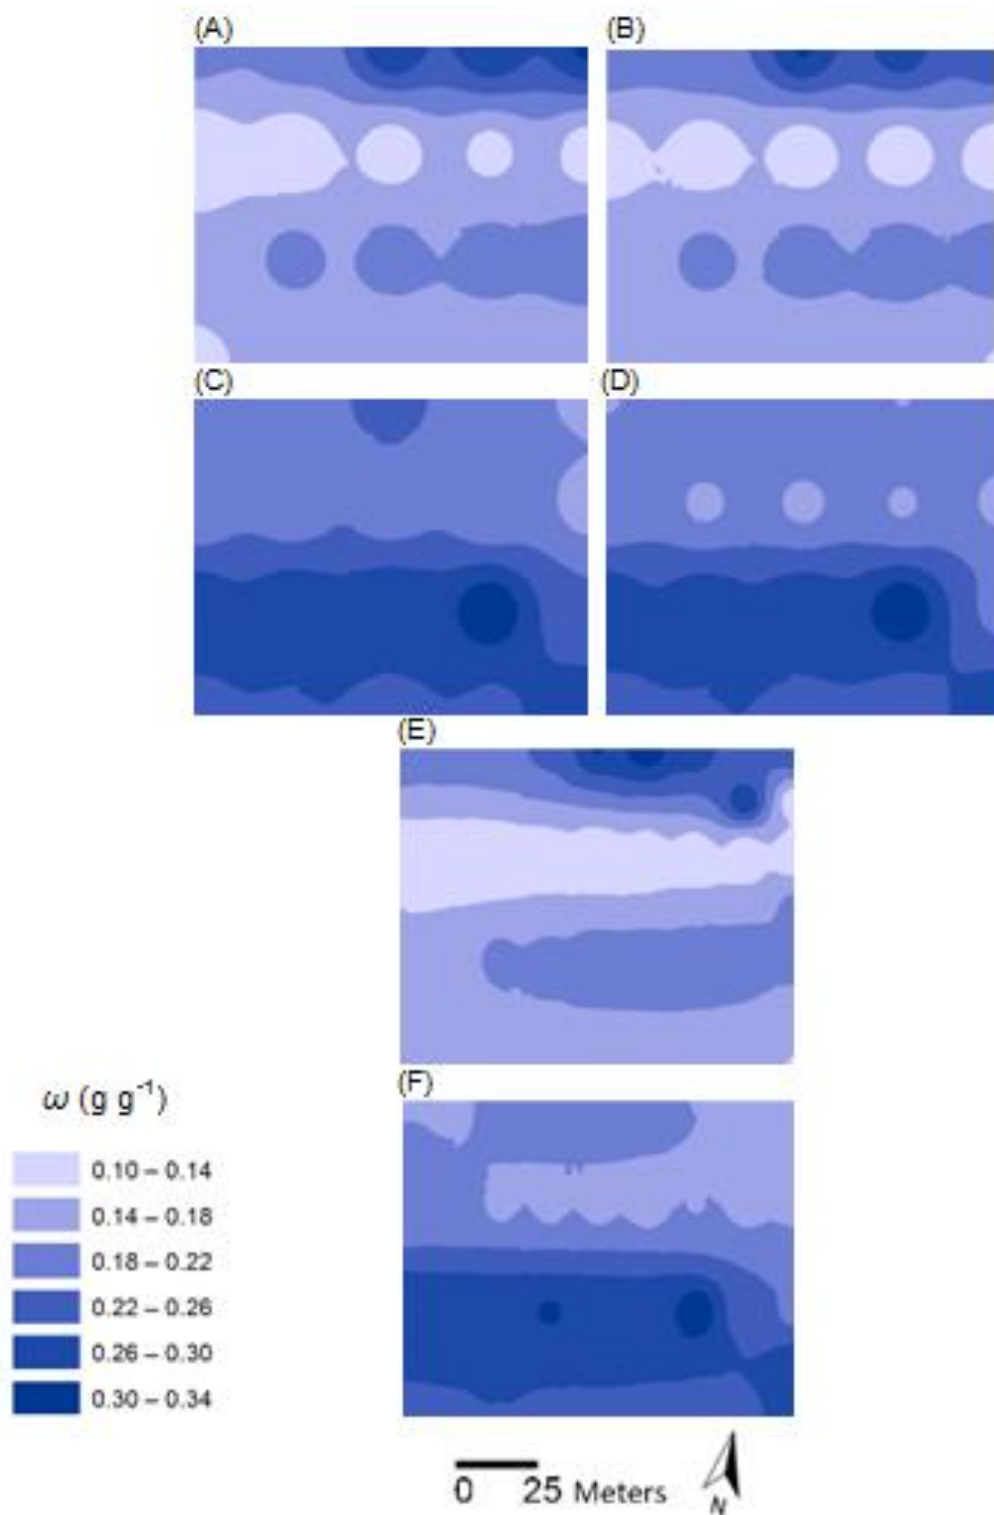 (A)
(B)
(C)
(D)
(E)
(F)
ω (g g⁻¹)
0.10 – 0.14
0.14 – 0.18
0.18 – 0.22
0.22 – 0.26
0.26 – 0.30
0.30 – 0.34
0 25 Meters
N